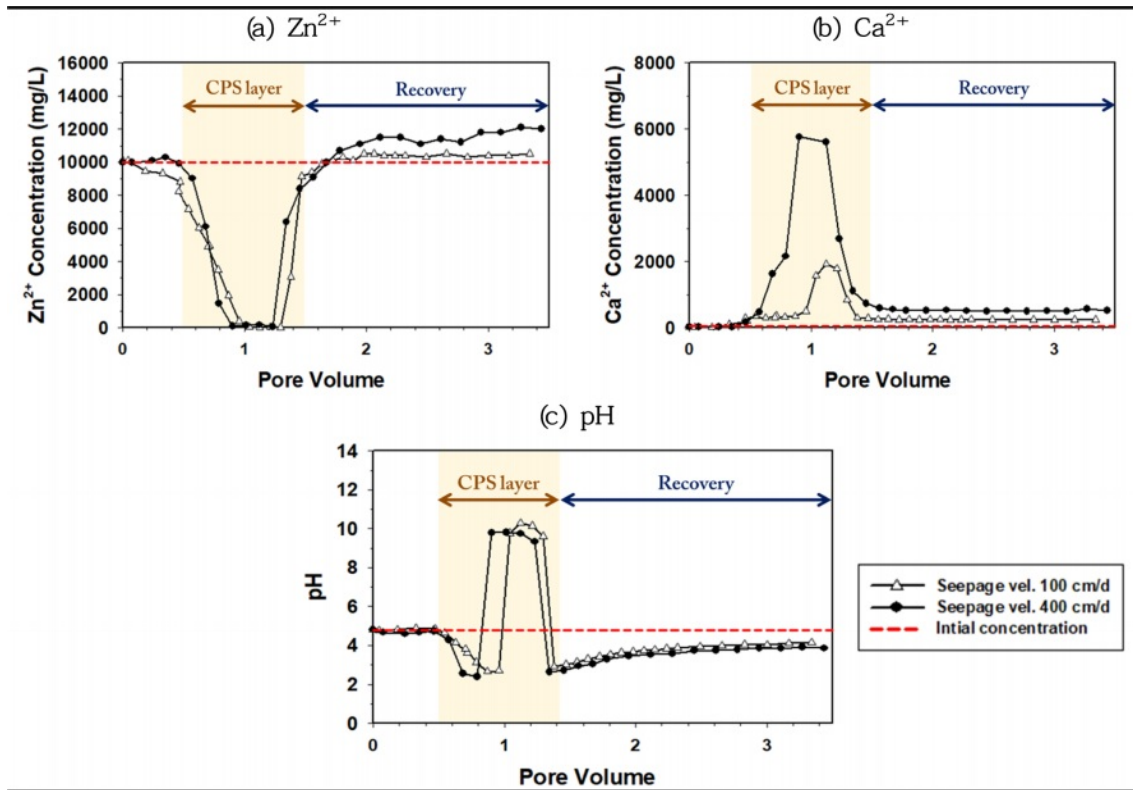 (a) Zn²⁺
CPS layer
Recovery
Zn²⁺ Concentration (mg/L)
16000
14000
12000
10000
8000
6000
4000
2000
0
0 1 2 3
Pore Volume
(b) Ca²⁺
CPS layer
Recovery
Ca²⁺ Concentration (mg/L)
8000
6000
4000
2000
0
0 1 2 3
Pore Volume
(c) pH
CPS layer
Recovery
pH
14
12
10
8
6
4
2
0
0 1 2 3
Pore Volume
Seepage vel. 100 cm/d
Seepage vel. 400 cm/d
Intial concentration